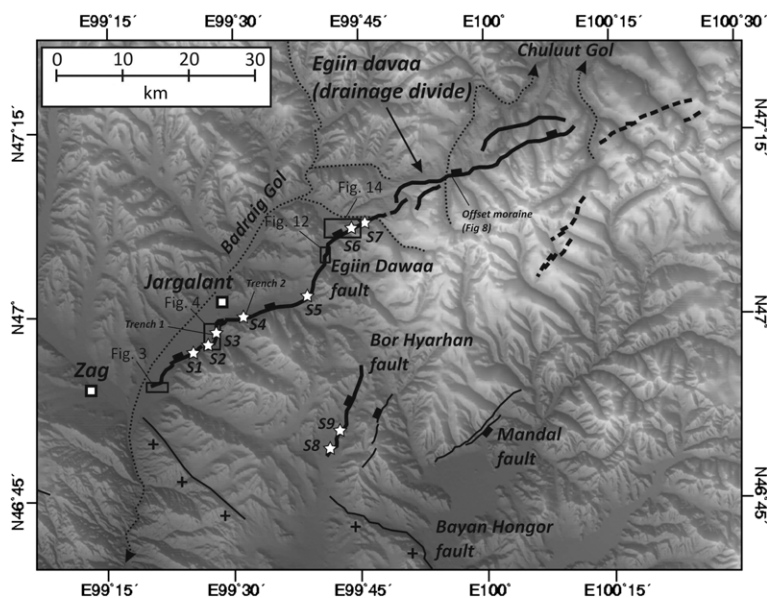 E99°15′ E99°30′ E99°45′ E100° E100°15′ E100°30′
0 10 20 30
km
Chuluut Gol
Egiin davaa
(drainage divide)
N47°15′ N47°15′
Badraig Gol
Fig. 14
Fig. 12
Offset moraine
(Fig 8)
S7
S6
Egiin Dawaa
fault
Jargalant
Trench 2
Fig. 4
S5
N47° N47°
Trench 1
S4
S3
S2
S1
Fig. 3
Zag
Bor Hyarhan
fault
S9
S8
Mandal
fault
N46°45′ N46°45′
Bayan Hongor
fault
E99°15′ E99°30′ E99°45′ E100° E100°15′